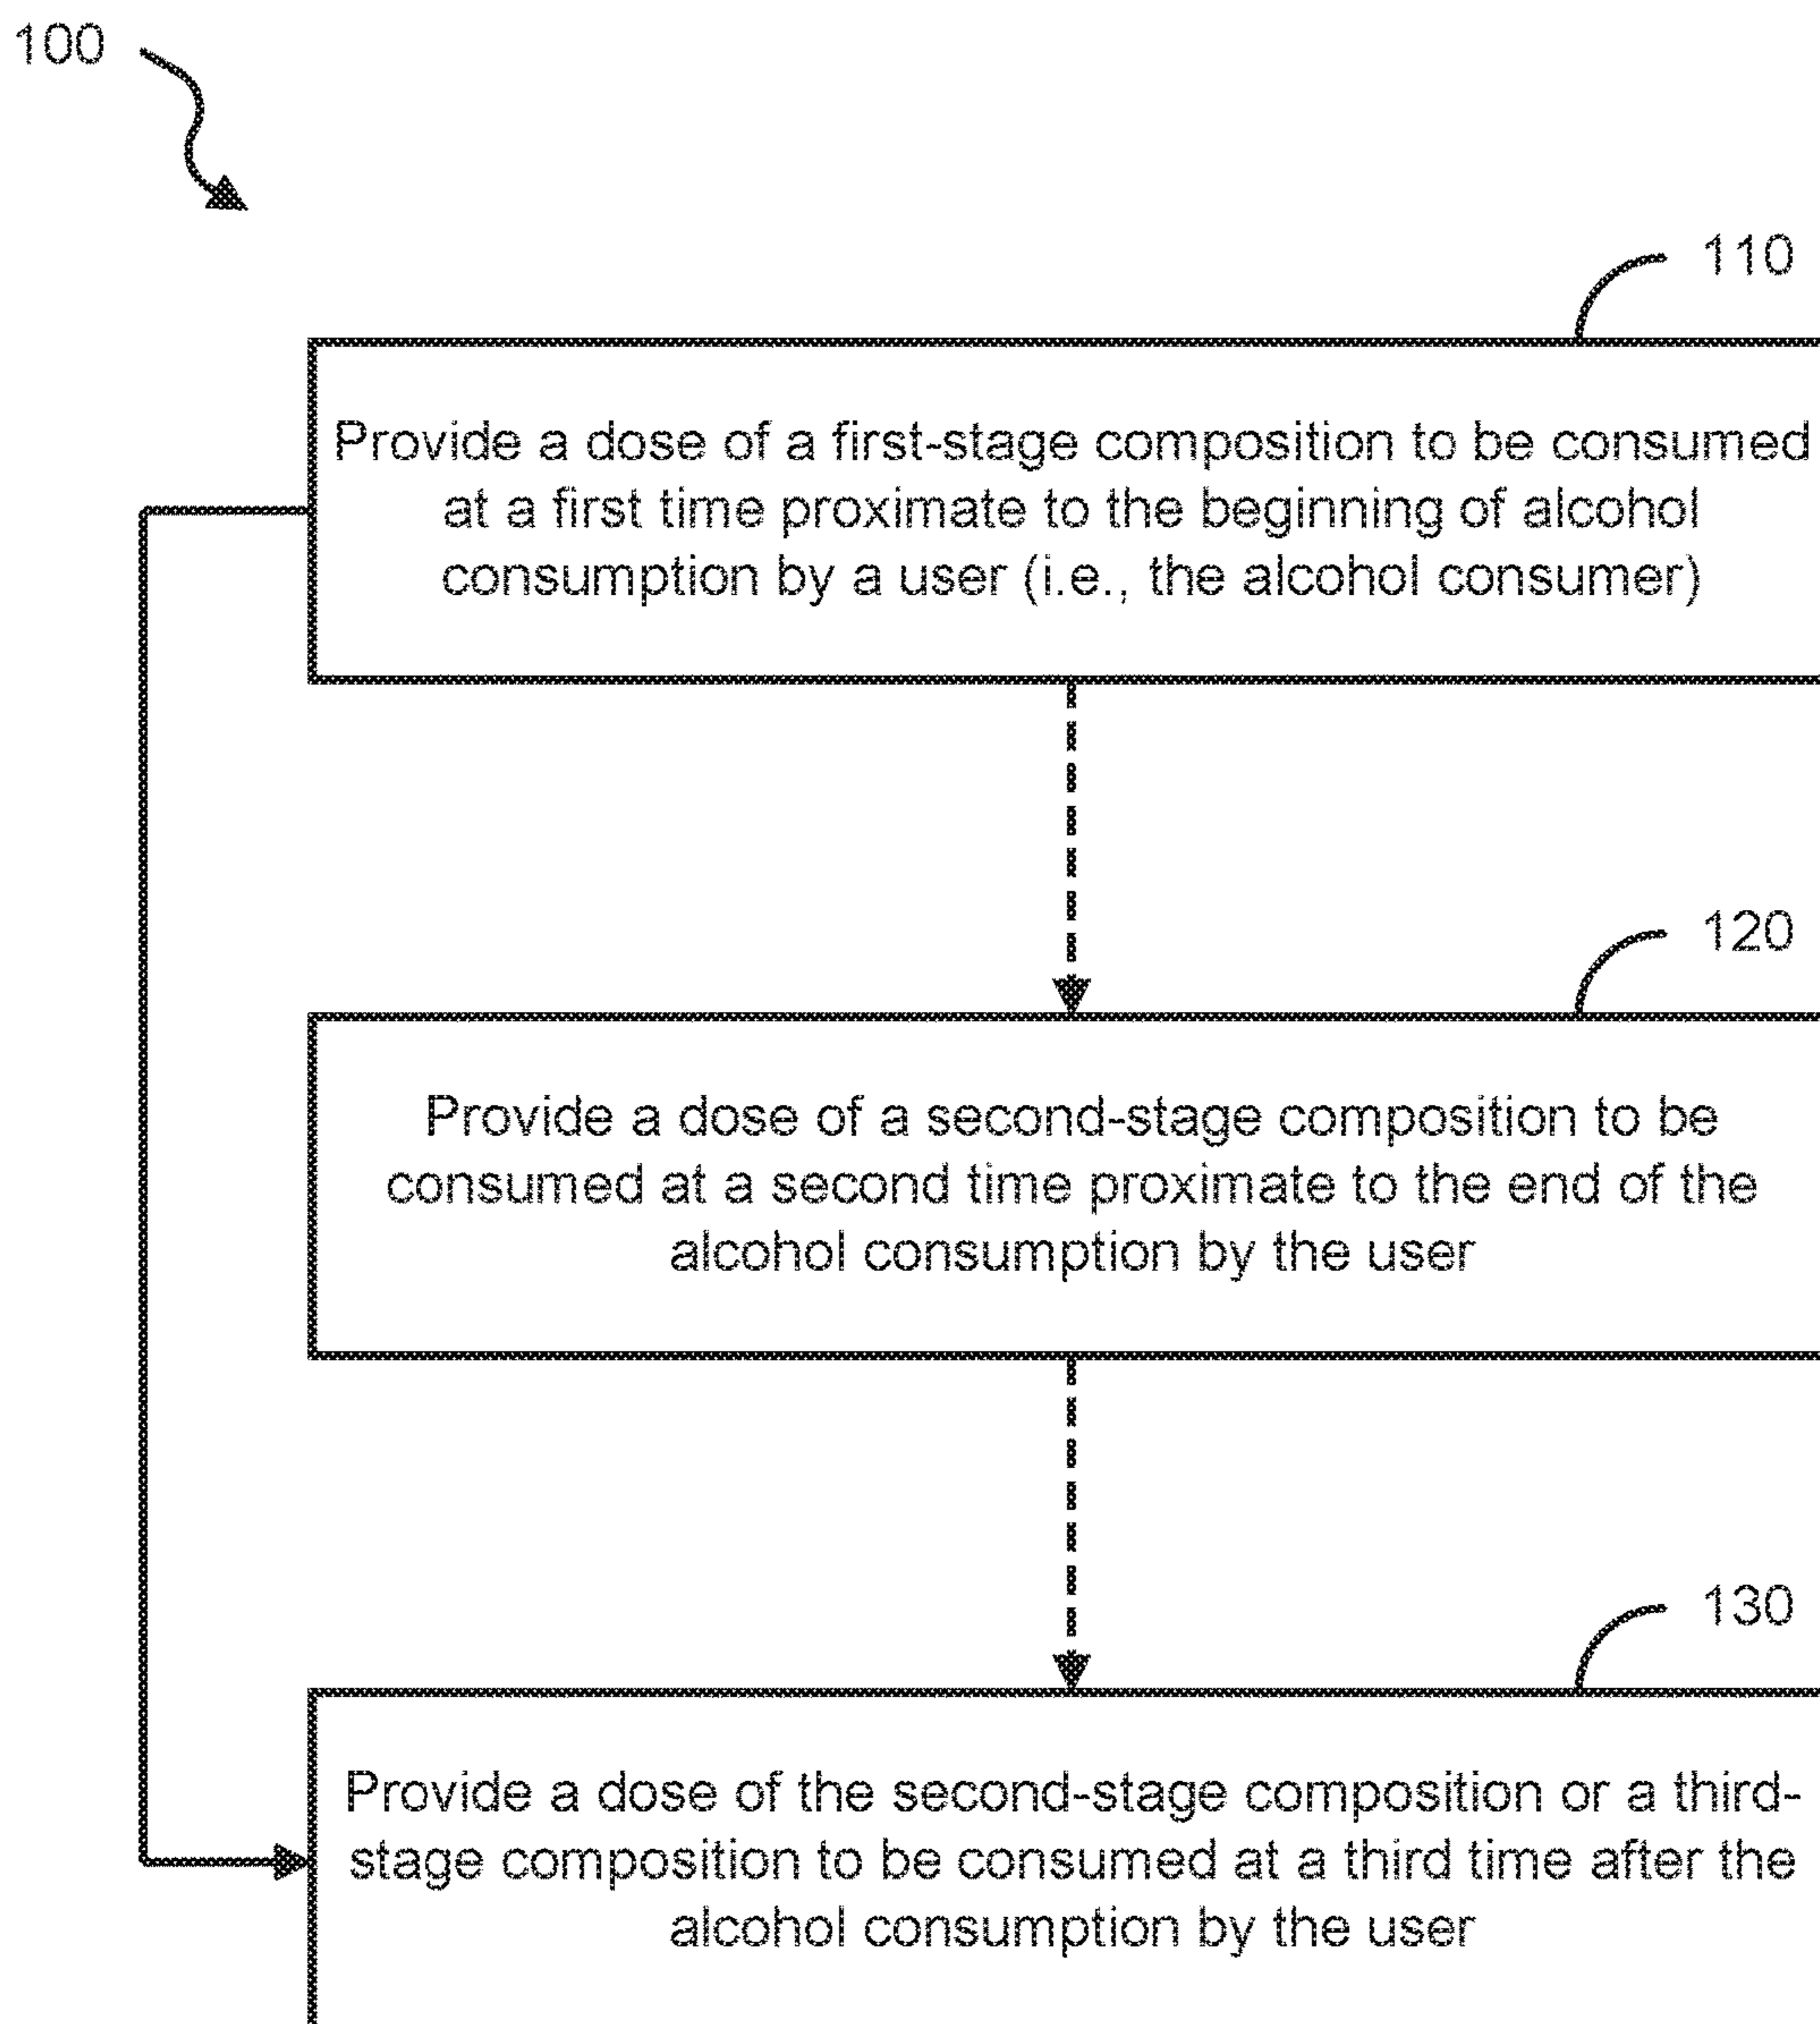 100
110
Provide a dose of a first-stage composition to be consumed
at a first time proximate to the beginning of alcohol
consumption by a user (i.e., the alcohol consumer)
120
Provide a dose of a second-stage composition to be
consumed at a second time proximate to the end of the
alcohol consumption by the user
130
Provide a dose of the second-stage composition or a third-
stage composition to be consumed at a third time after the
alcohol consumption by the user